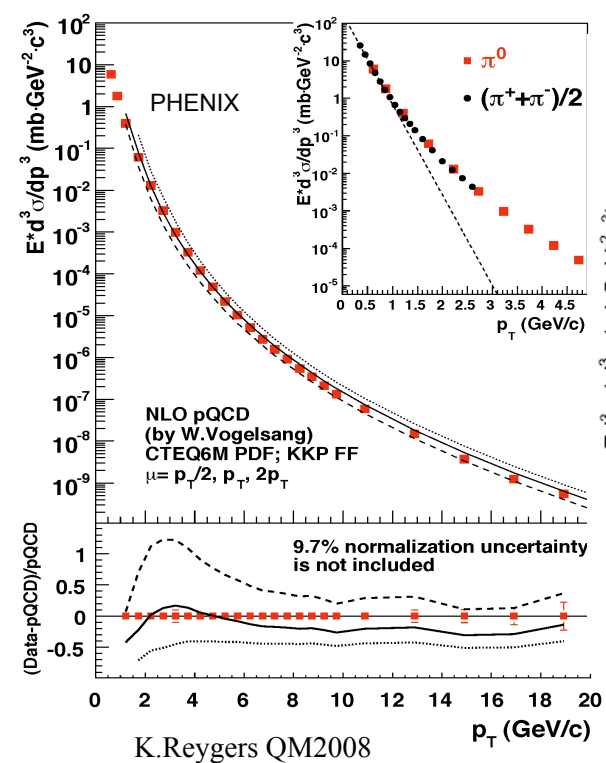 E*d³σ/dp³ (mb·GeV⁻²·c³)
10²
10
1
10⁻¹
10⁻²
10⁻³
10⁻⁴
10⁻⁵
10⁻⁶
10⁻⁷
10⁻⁸
10⁻⁹
PHENIX
NLO pQCD
(by W.Vogelsang)
CTEQ6M PDF; KKP FF
μ= p_T/2, p_T, 2p_T
E*d³σ/dp³ (mb·GeV⁻²·c³)
10²
10
1
10⁻¹
10⁻²
10⁻³
10⁻⁴
10⁻⁵
π⁰
(π⁺+π⁻)/2
0 0.5 1 1.5 2 2.5 3 3.5 4 4.5
p_T (GeV/c)
(Data-pQCD)/pQCD
1
0.5
0
-0.5
9.7% normalization uncertainty
is not included
0 2 4 6 8 10 12 14 16 18 20
p_T (GeV/c)
K.Reygers QM2008